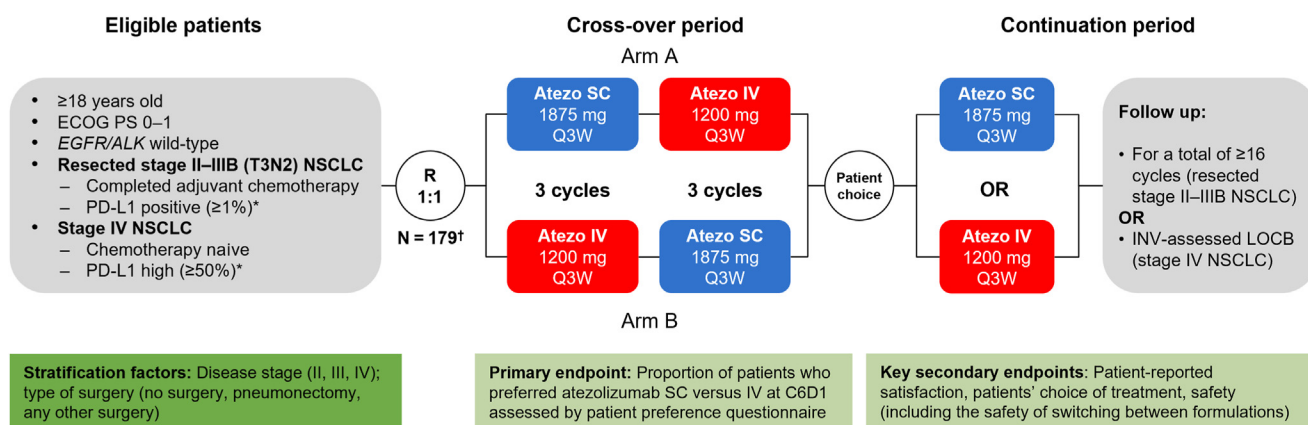 Eligible patients
• ≥18 years old
• ECOG PS 0–1
• EGFR/ALK wild-type
• Resected stage II–IIIB (T3N2) NSCLC
– Completed adjuvant chemotherapy
– PD-L1 positive (≥1%)*
• Stage IV NSCLC
– Chemotherapy naive
– PD-L1 high (≥50%)*
R
1:1
N = 179†
Cross-over period
Arm A
Atezo SC
1875 mg
Q3W
Atezo IV
1200 mg
Q3W
3 cycles
3 cycles
Atezo IV
1200 mg
Q3W
Atezo SC
1875 mg
Q3W
Arm B
Patient
choice
Continuation period
Atezo SC
1875 mg
Q3W
OR
Atezo IV
1200 mg
Q3W
Follow up:
• For a total of ≥16
cycles (resected
stage II–IIIB NSCLC)
OR
• INV-assessed LOCB
(stage IV NSCLC)
Stratification factors: Disease stage (II, III, IV);
type of surgery (no surgery, pneumonectomy,
any other surgery)
Primary endpoint: Proportion of patients who
preferred atezolizumab SC versus IV at C6D1
assessed by patient preference questionnaire
Key secondary endpoints: Patient-reported
satisfaction, patients' choice of treatment, safety
(including the safety of switching between formulations)